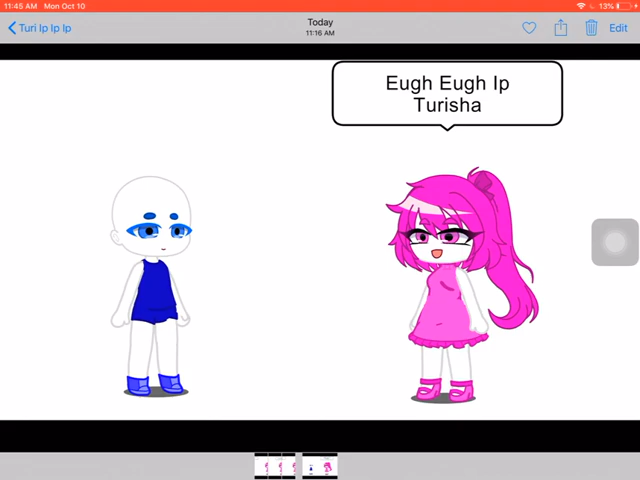 11:45 AM Mon Oct 10
13%
Turi Ip Ip Ip
Today
11:16 AM
Edit
Eugh Eugh Ip
Turisha